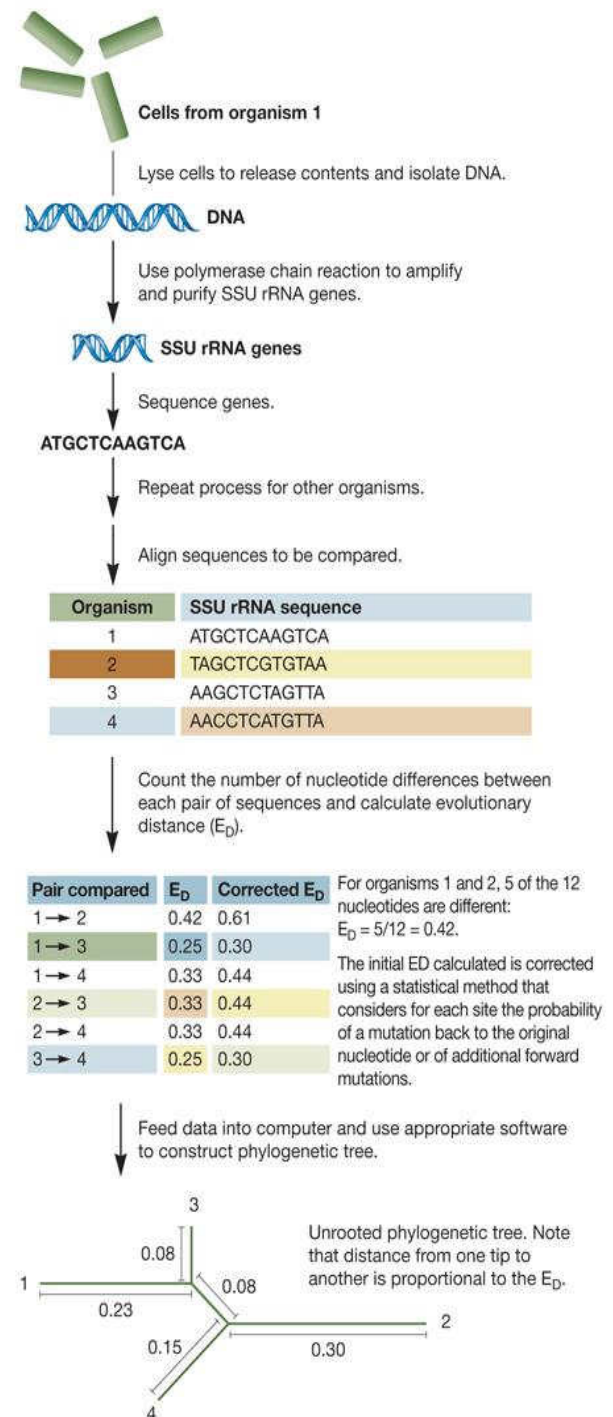 Cells from organism 1
Lyse cells to release contents and isolate DNA.
DNA
Use polymerase chain reaction to amplify
and purify SSU rRNA genes.
SSU rRNA genes
Sequence genes.
ATGCTCAAGTCA
Repeat process for other organisms.
Align sequences to be compared.
Organism SSU rRNA sequence
1 ATGCTCAAGTCA
2 TAGCTCGTGTAA
3 AAGCTCTAGTTA
4 AACCTCATGTTA
Count the number of nucleotide differences between
each pair of sequences and calculate evolutionary
distance (E_D).
Pair compared E_D Corrected E_D
1 → 2 0.42 0.61
1 → 3 0.25 0.30
1 → 4 0.33 0.44
2 → 3 0.33 0.44
2 → 4 0.33 0.44
3 → 4 0.25 0.30
For organisms 1 and 2, 5 of the 12
nucleotides are different:
E_D = 5/12 = 0.42.
The initial ED calculated is corrected
using a statistical method that
considers for each site the probability
of a mutation back to the original
nucleotide or of additional forward
mutations.
Feed data into computer and use appropriate software
to construct phylogenetic tree.
3
Unrooted phylogenetic tree. Note
that distance from one tip to
another is proportional to the E_D.
0.08
1
0.08
0.23
2
0.15
0.30
4